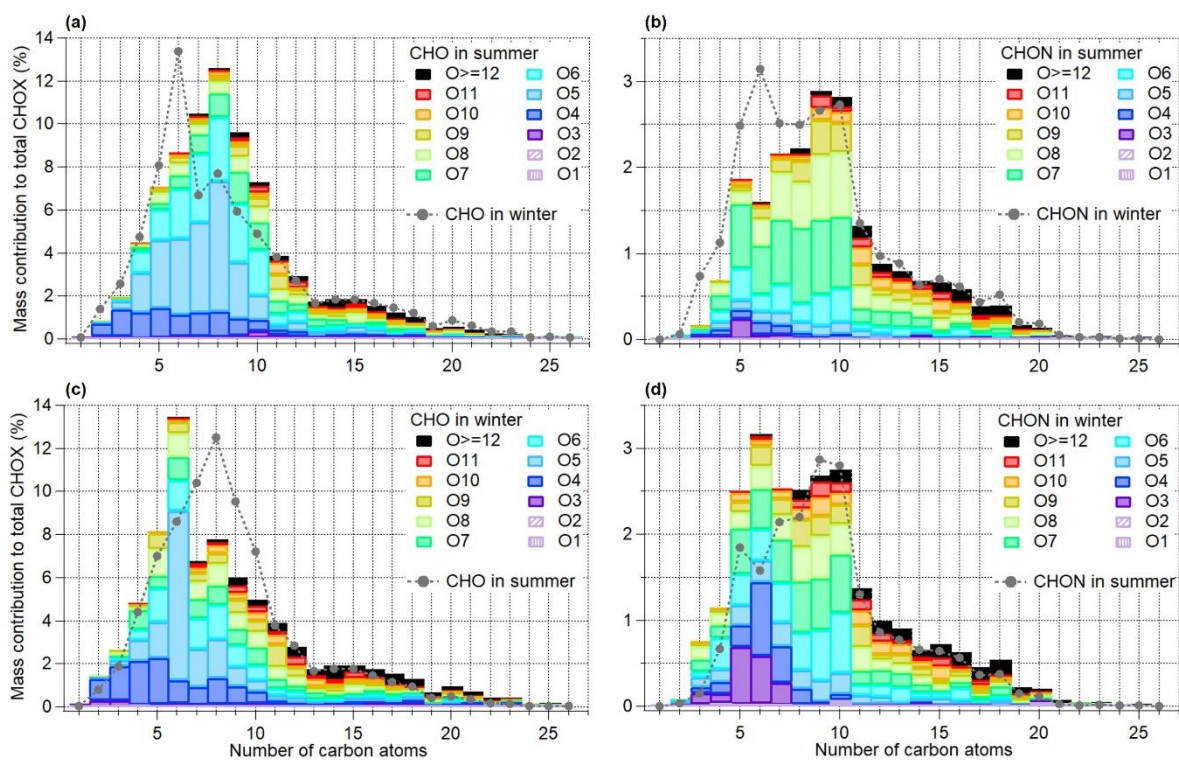 (a)
Mass contribution to total CHOX (%)
14
12
10
8
6
4
2
0
CHO in summer
O>=12
O6
O11
O5
O10
O4
O9
O3
O8
O2
O7
O1
CHO in winter
5
10
15
20
25
(b)
3
2
1
0
CHON in summer
O>=12
O6
O11
O5
O10
O4
O9
O3
O8
O2
O7
O1
CHON in winter
5
10
15
20
25
(c)
Mass contribution to total CHOX (%)
14
12
10
8
6
4
2
0
CHO in winter
O>=12
O6
O11
O5
O10
O4
O9
O3
O8
O2
O7
O1
CHO in summer
5
10
15
20
25
Number of carbon atoms
(d)
3
2
1
0
CHON in winter
O>=12
O6
O11
O5
O10
O4
O9
O3
O8
O2
O7
O1
CHON in summer
5
10
15
20
25
Number of carbon atoms